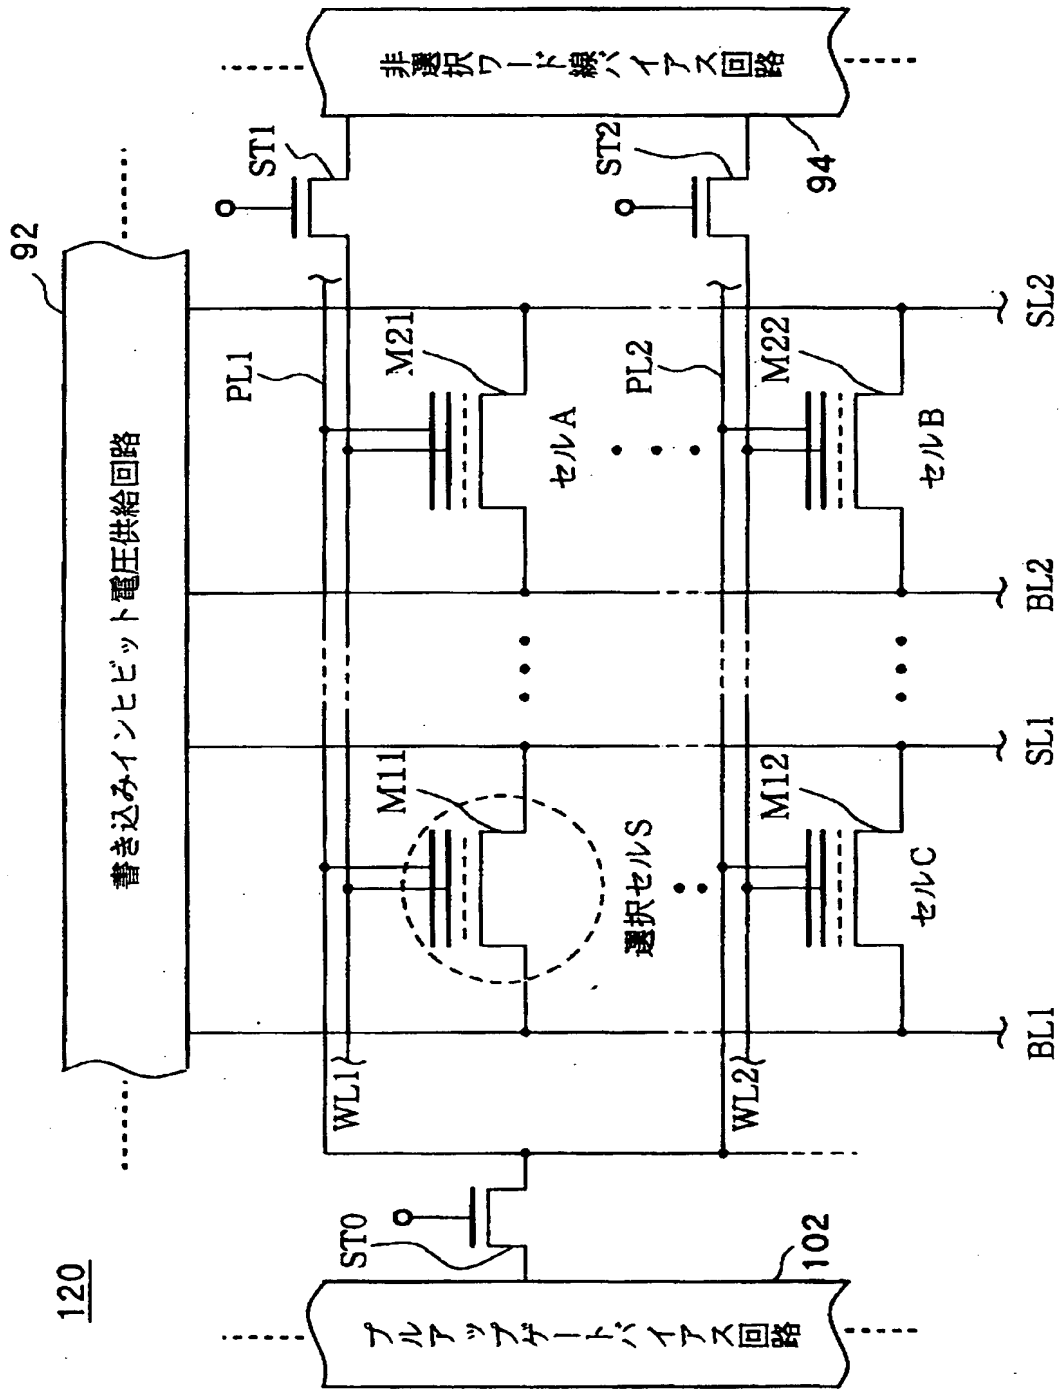 120
92
書き込みインヒビット電圧供給回路
プルアップゲートバイアス回路
102
ST0
WL1
PL1
ST1
非選択ワード線バイアス回路
94
M11
選択セルS
M21
セルA
WL2
PL2
ST2
M12
セルC
M22
セルB
BL1
SL1
BL2
SL2